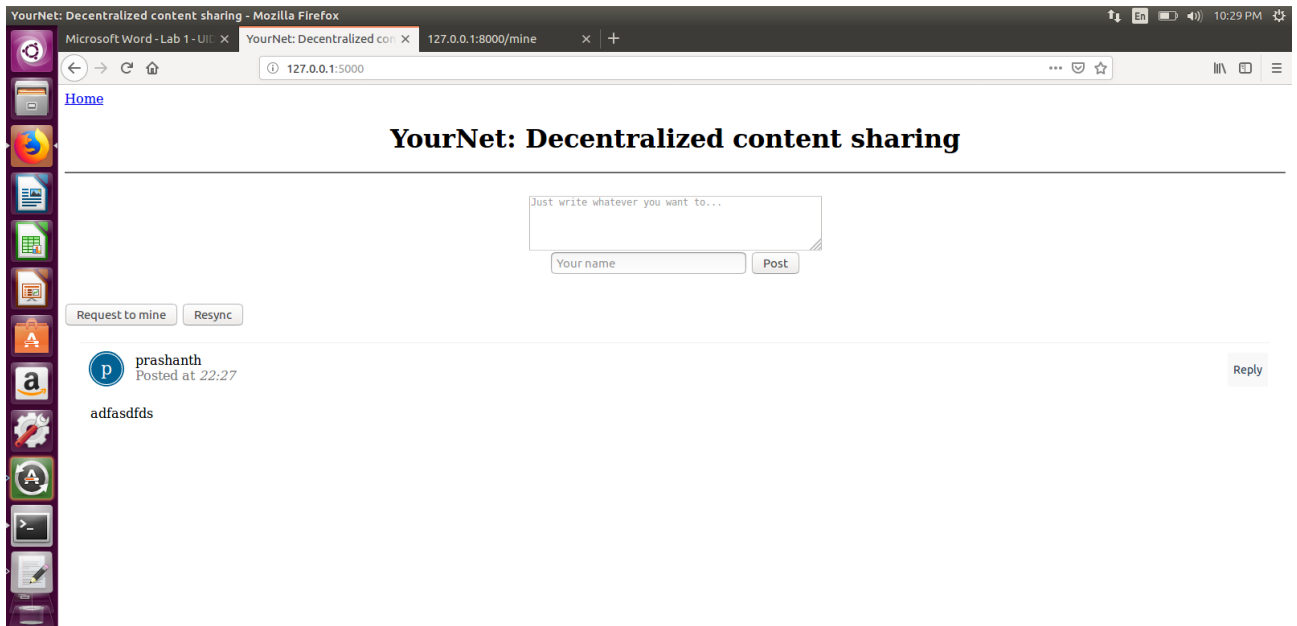 YourNet: Decentralized content sharing - Mozilla Firefox
En
10:29 PM
Microsoft Word - Lab 1 - UID
YourNet: Decentralized con
127.0.0.1:8000/mine
127.0.0.1:5000
Home
YourNet: Decentralized content sharing
Just write whatever you want to...
Your name
Post
Request to mine
Resync
p
prashanth
Posted at 22:27
Reply
adfasdfds